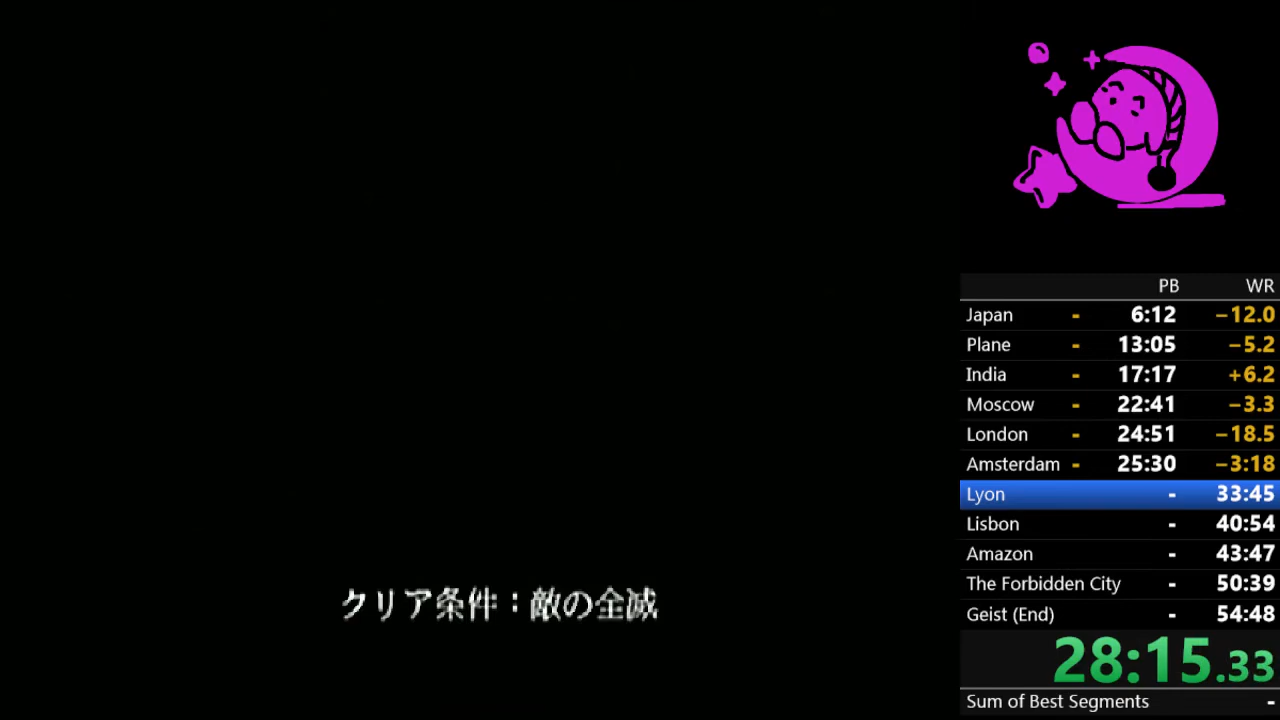 クリア条件：敵の全滅
PB WR
Japan - 6:12 −12.0
Plane - 13:05 −5.2
India - 17:17 +6.2
Moscow - 22:41 −3.3
London - 24:51 −18.5
Amsterdam - 25:30 −3:18
Lyon - 33:45
Lisbon - 40:54
Amazon - 43:47
The Forbidden City - 50:39
Geist (End) - 54:48
28:15.33
Sum of Best Segments -